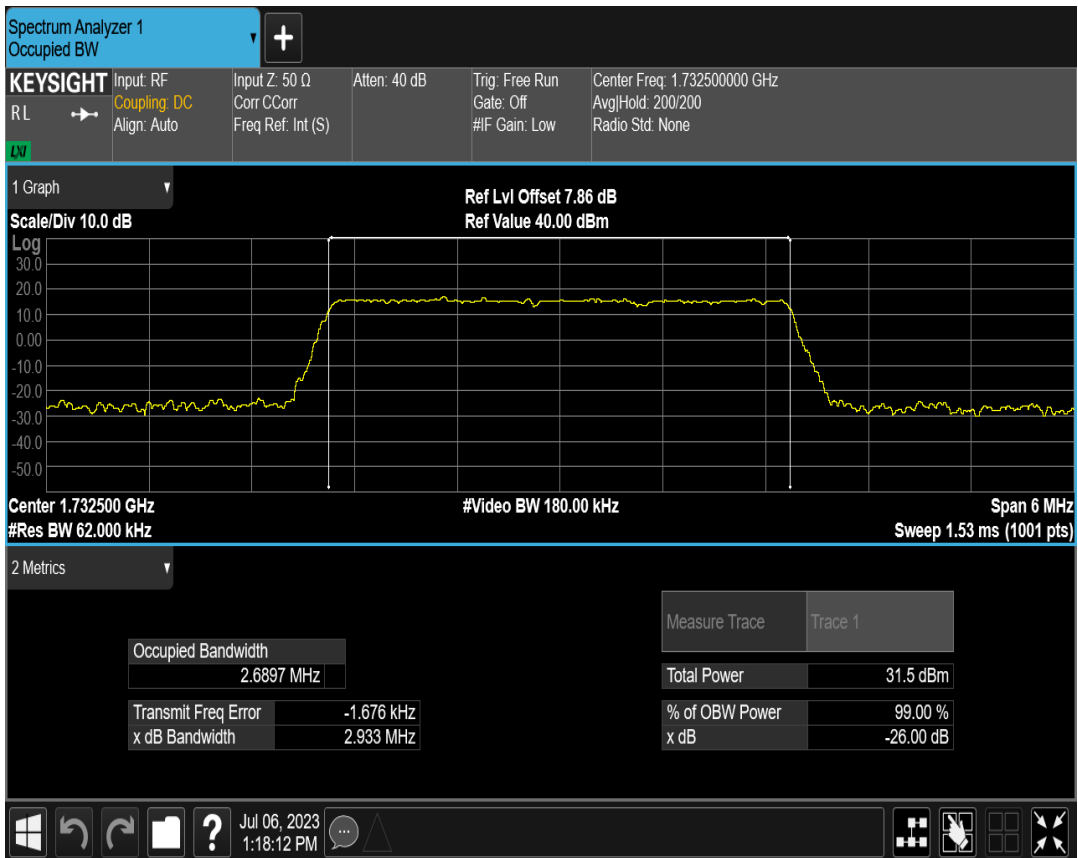 Spectrum Analyzer 1
Occupied BW
KEYSIGHT
RL
LXI
Input: RF
Coupling: DC
Align: Auto
Input Z: 50 Ω
Corr CCorr
Freq Ref: Int (S)
Atten: 40 dB
Trig: Free Run
Gate: Off
#IF Gain: Low
Center Freq: 1.732500000 GHz
Avg|Hold: 200/200
Radio Std: None
1 Graph
Scale/Div 10.0 dB
Ref Lvl Offset 7.86 dB
Ref Value 40.00 dBm
Log
30.0
20.0
10.0
0.00
-10.0
-20.0
-30.0
-40.0
-50.0
Center 1.732500 GHz
#Video BW 180.00 kHz
Span 6 MHz
#Res BW 62.000 kHz
Sweep 1.53 ms (1001 pts)
2 Metrics
Measure Trace Trace 1
Occupied Bandwidth
2.6897 MHz
Total Power 31.5 dBm
Transmit Freq Error -1.676 kHz
% of OBW Power 99.00 %
x dB Bandwidth 2.933 MHz
x dB -26.00 dB
?
Jul 06, 2023
1:18:12 PM